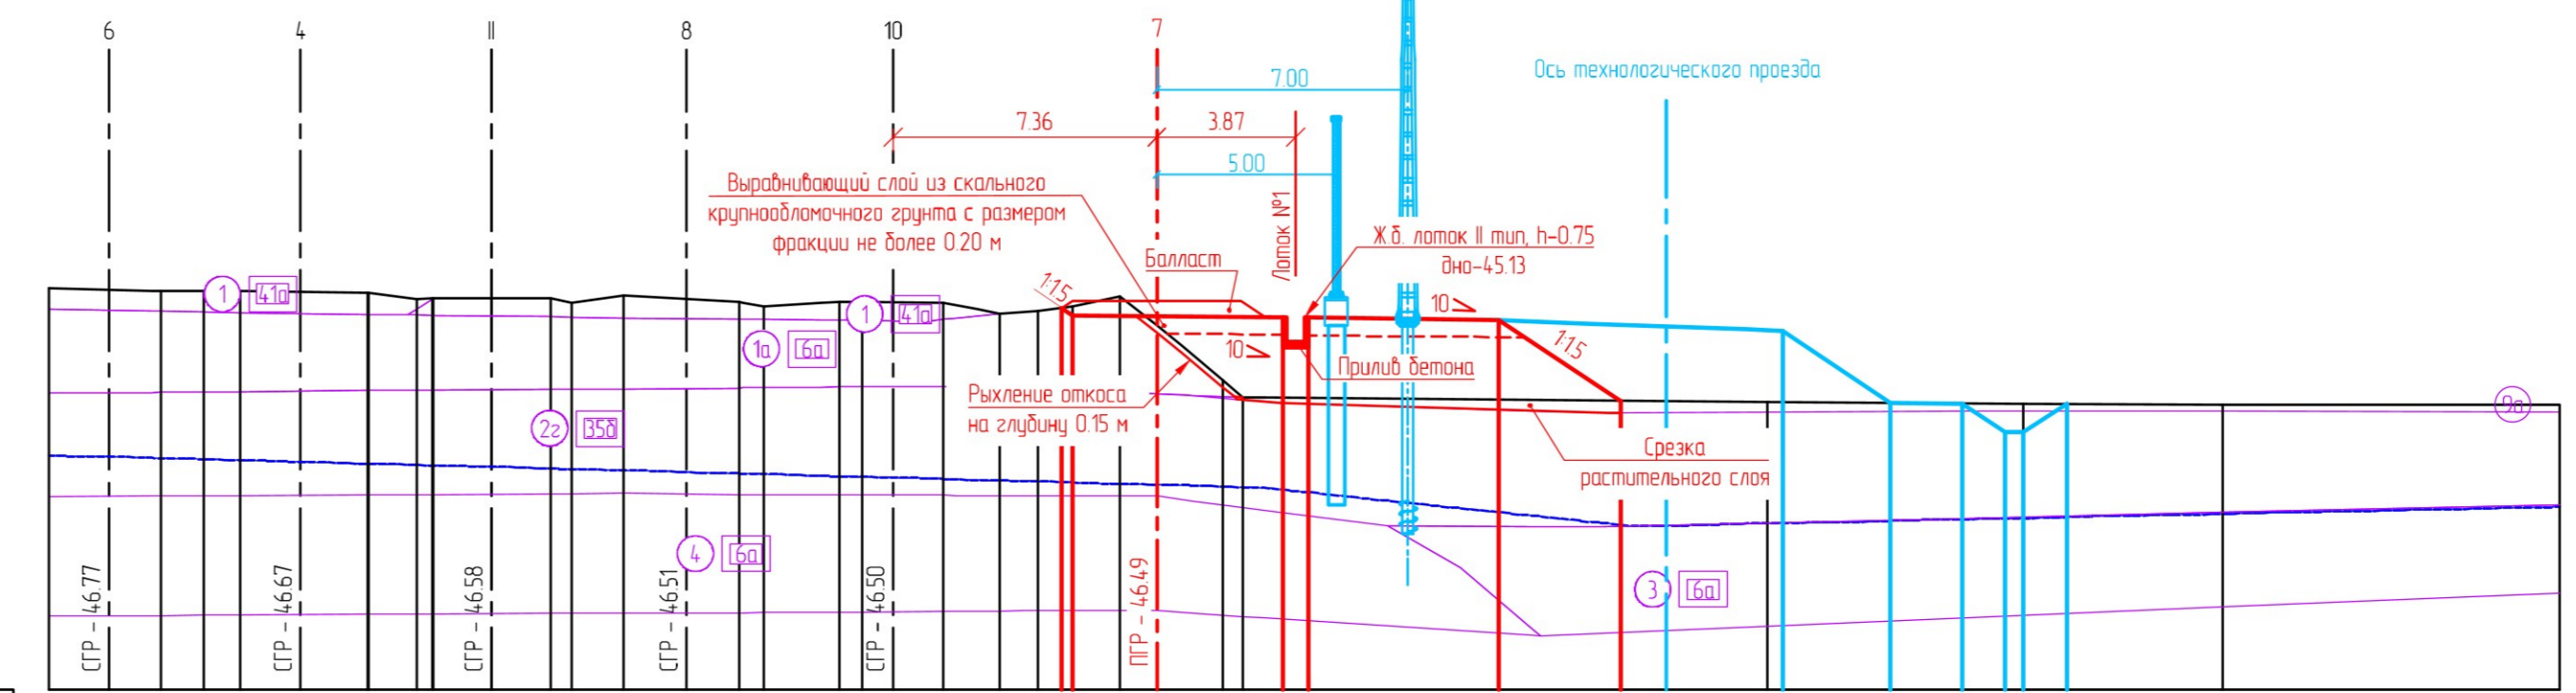 6
4
II
8
10
7
7.00
Ось технологического проезда
7.36
3.87
5.00
Выравнивающий слой из скального
крупнообломочного грунта с размером
фракции не более 0.20 м
Лоток №1
Ж.б. лоток II тип, h-0.75
дно-45.13
Балласт
1:1.5
10
1
41а
1
41а
1а
6а
10
1:1.5
Прилив бетона
Рыхление откоса
на глубину 0.15 м
2г
35б
9а
Срезка
растительного слоя
4
6а
3
6а
СГР - 46.77
СГР - 46.67
СГР - 46.58
СГР - 46.51
СГР - 46.50
ПГР - 46.49